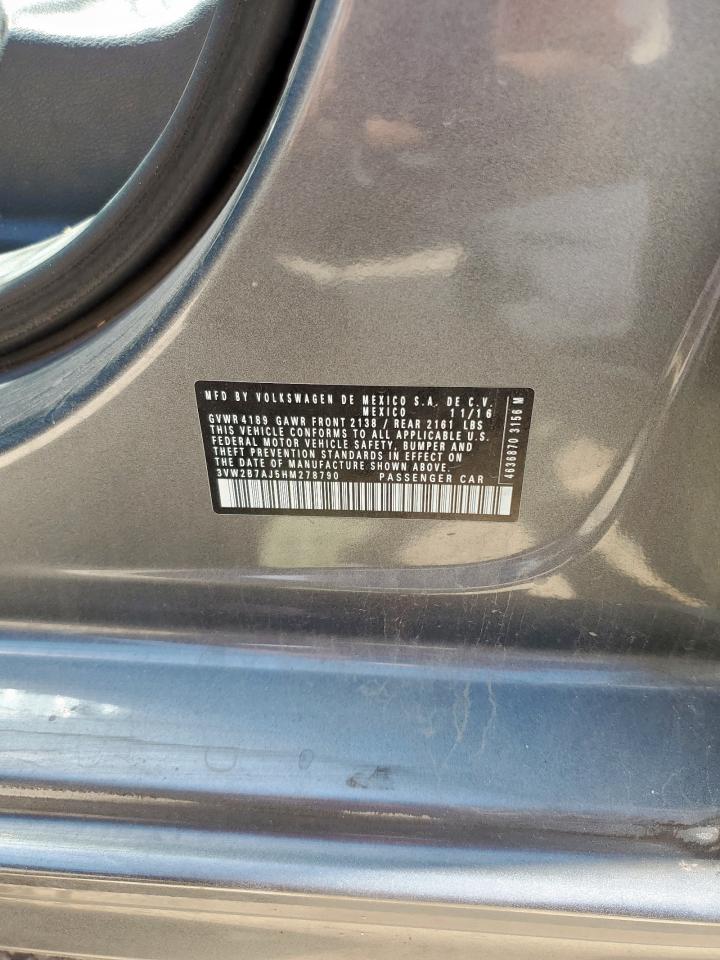 MFD BY VOLKSWAGEN DE MEXICO S.A. DE C.V.
MEXICO 11/16
GVWR 4189 GAWR FRONT 2138 / REAR 2161 LBS
THIS VEHICLE CONFORMS TO ALL APPLICABLE U.S.
FEDERAL MOTOR VEHICLE SAFETY, BUMPER AND
THEFT PREVENTION STANDARDS IN EFFECT ON
THE DATE OF MANUFACTURE SHOWN ABOVE.
3VW2B7AJ5HM278790 PASSENGER CAR
4636870 3156 M